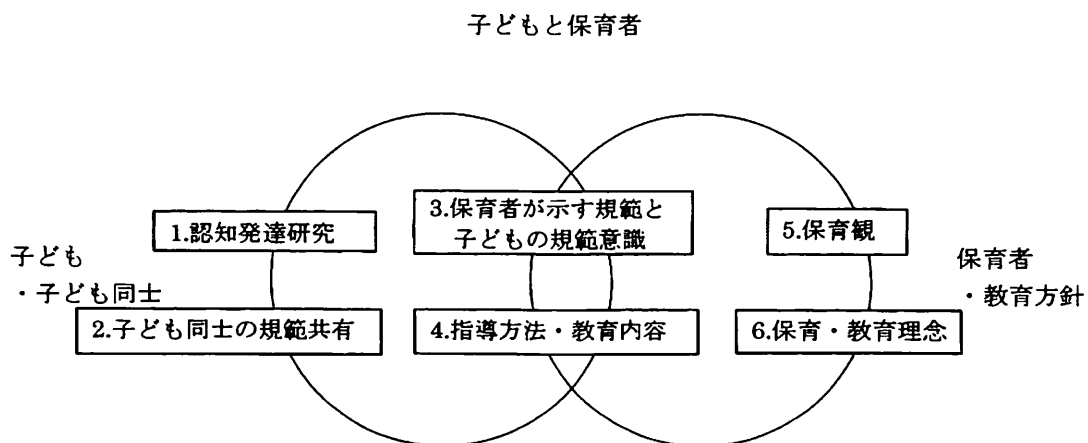 子どもと保育者
1.認知発達研究
3.保育者が示す規範と
子どもの規範意識
5.保育観
子ども
・子ども同士
保育者
・教育方針
2.子ども同士の規範共有
4.指導方法・教育内容
6.保育・教育理念